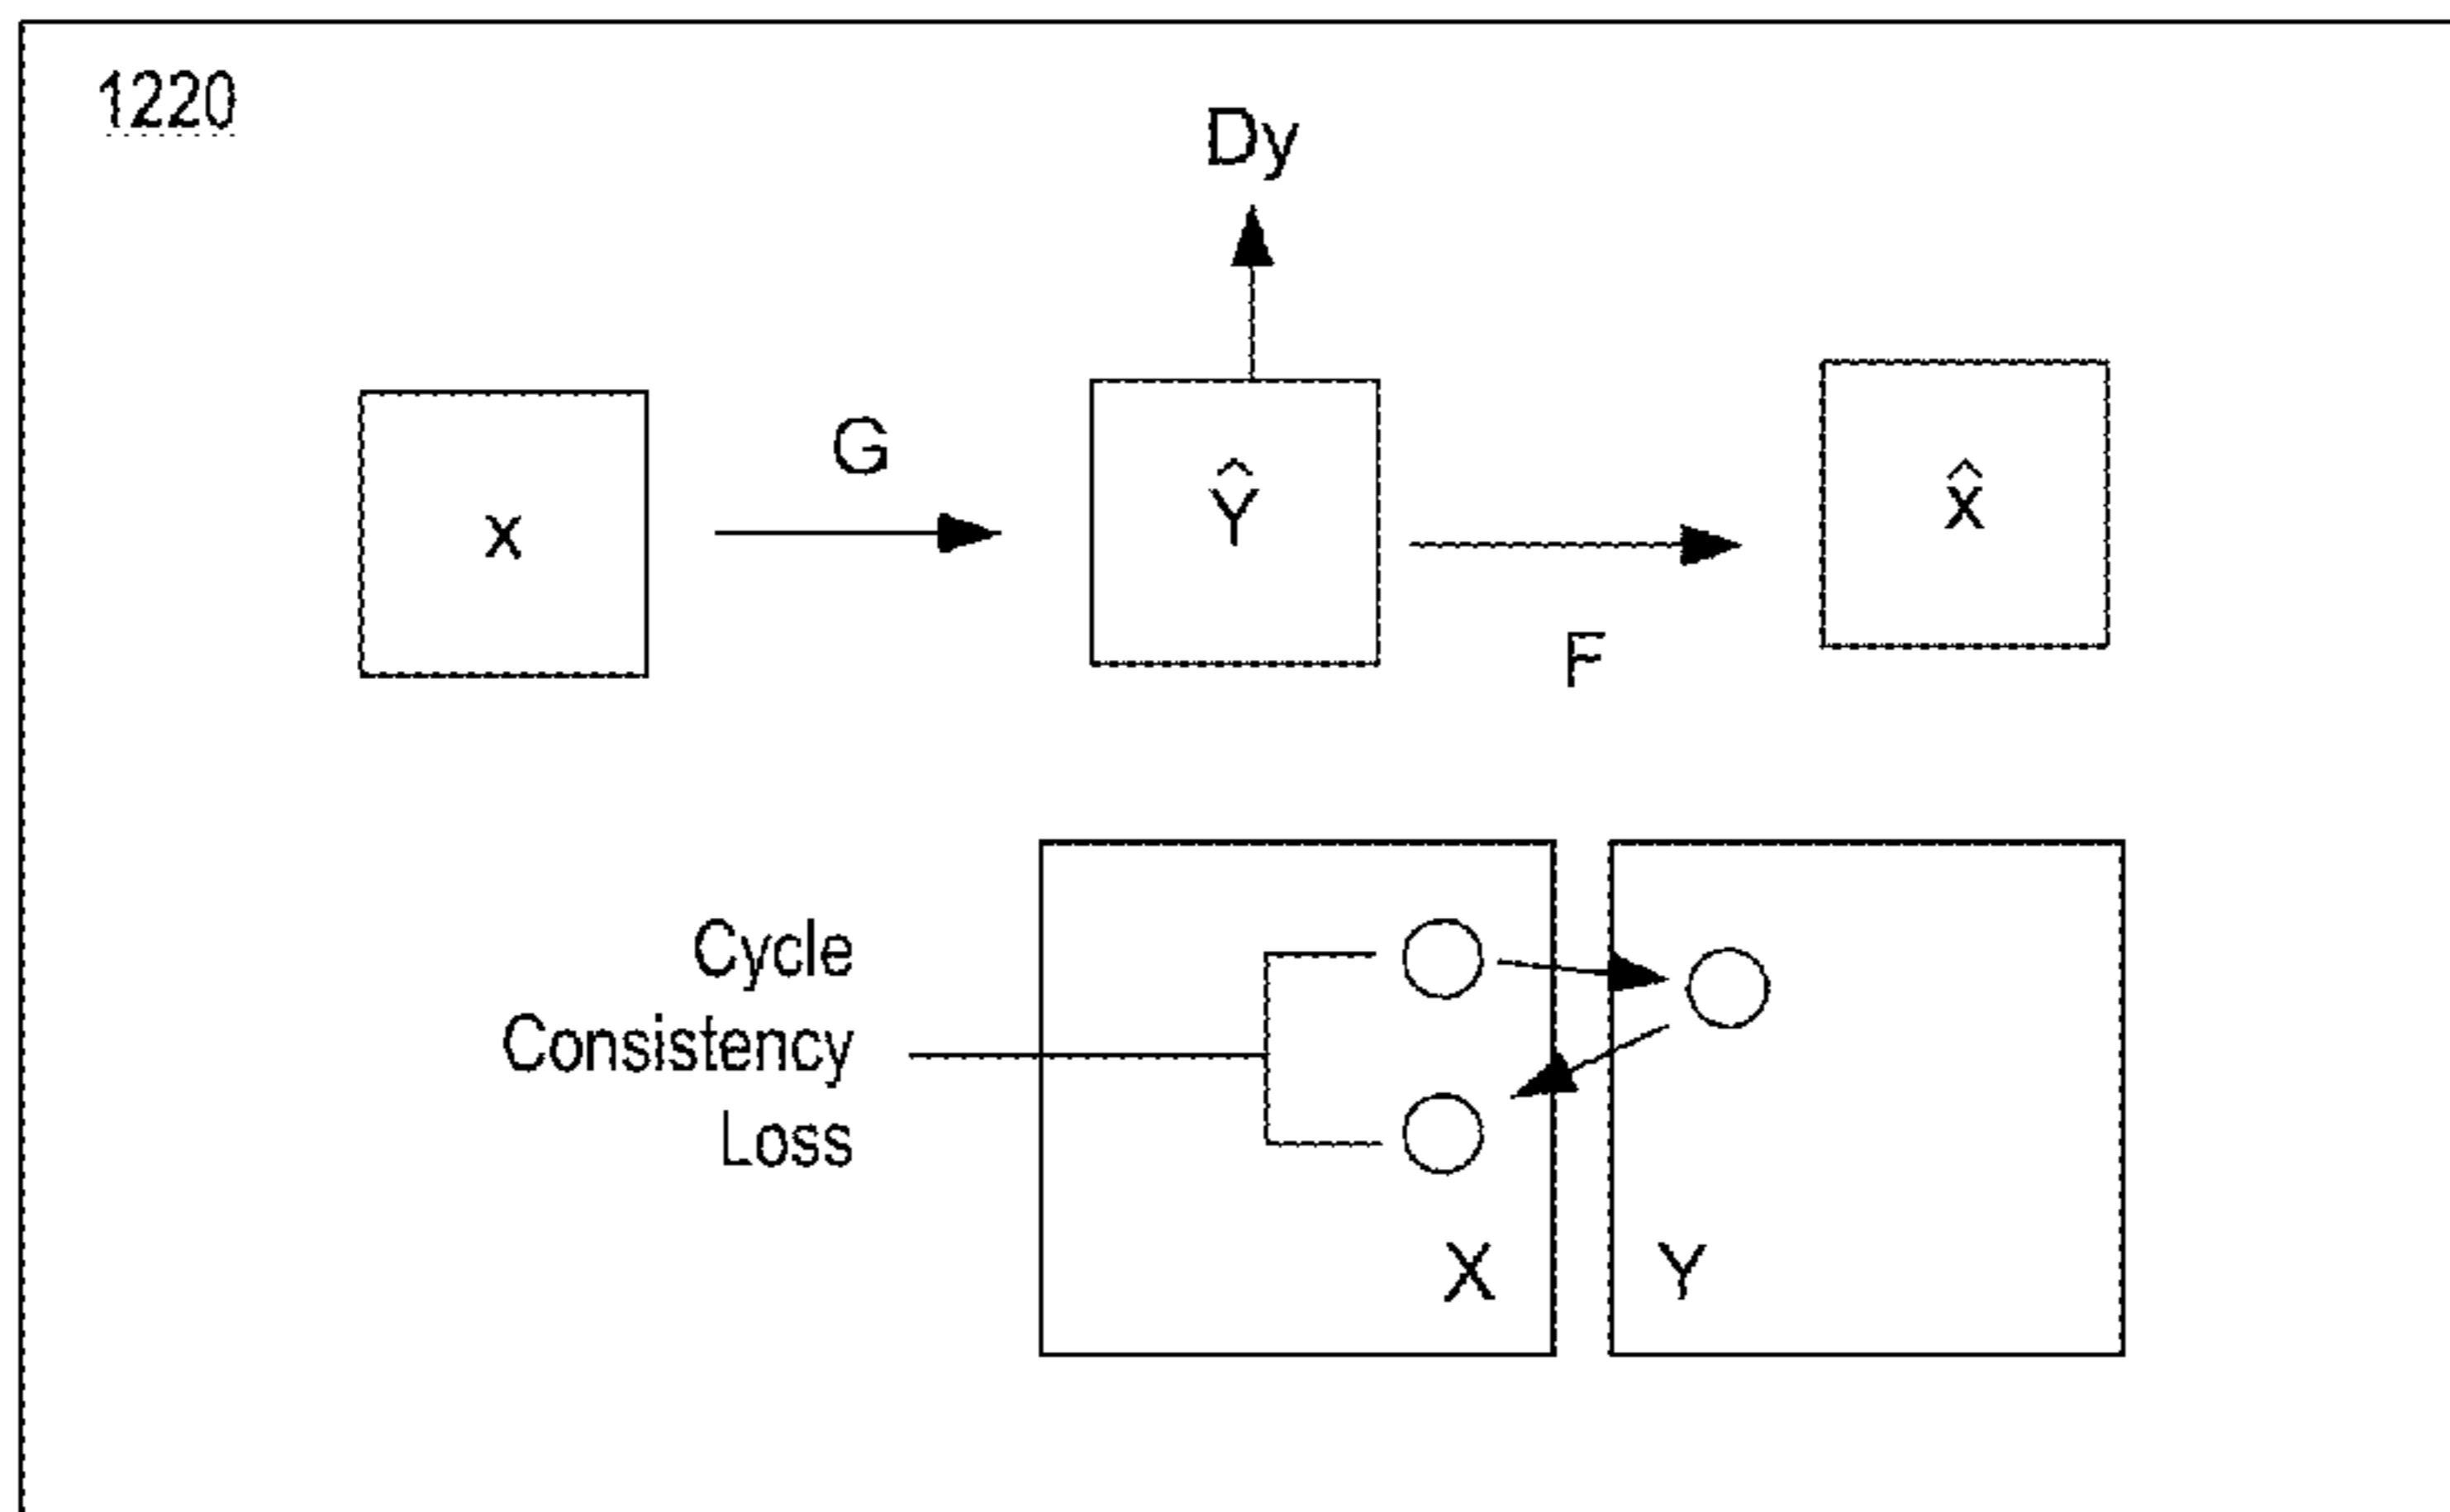 1220
Dy
G
x
Ŷ
x̂
F
Cycle
Consistency
Loss
X
Y